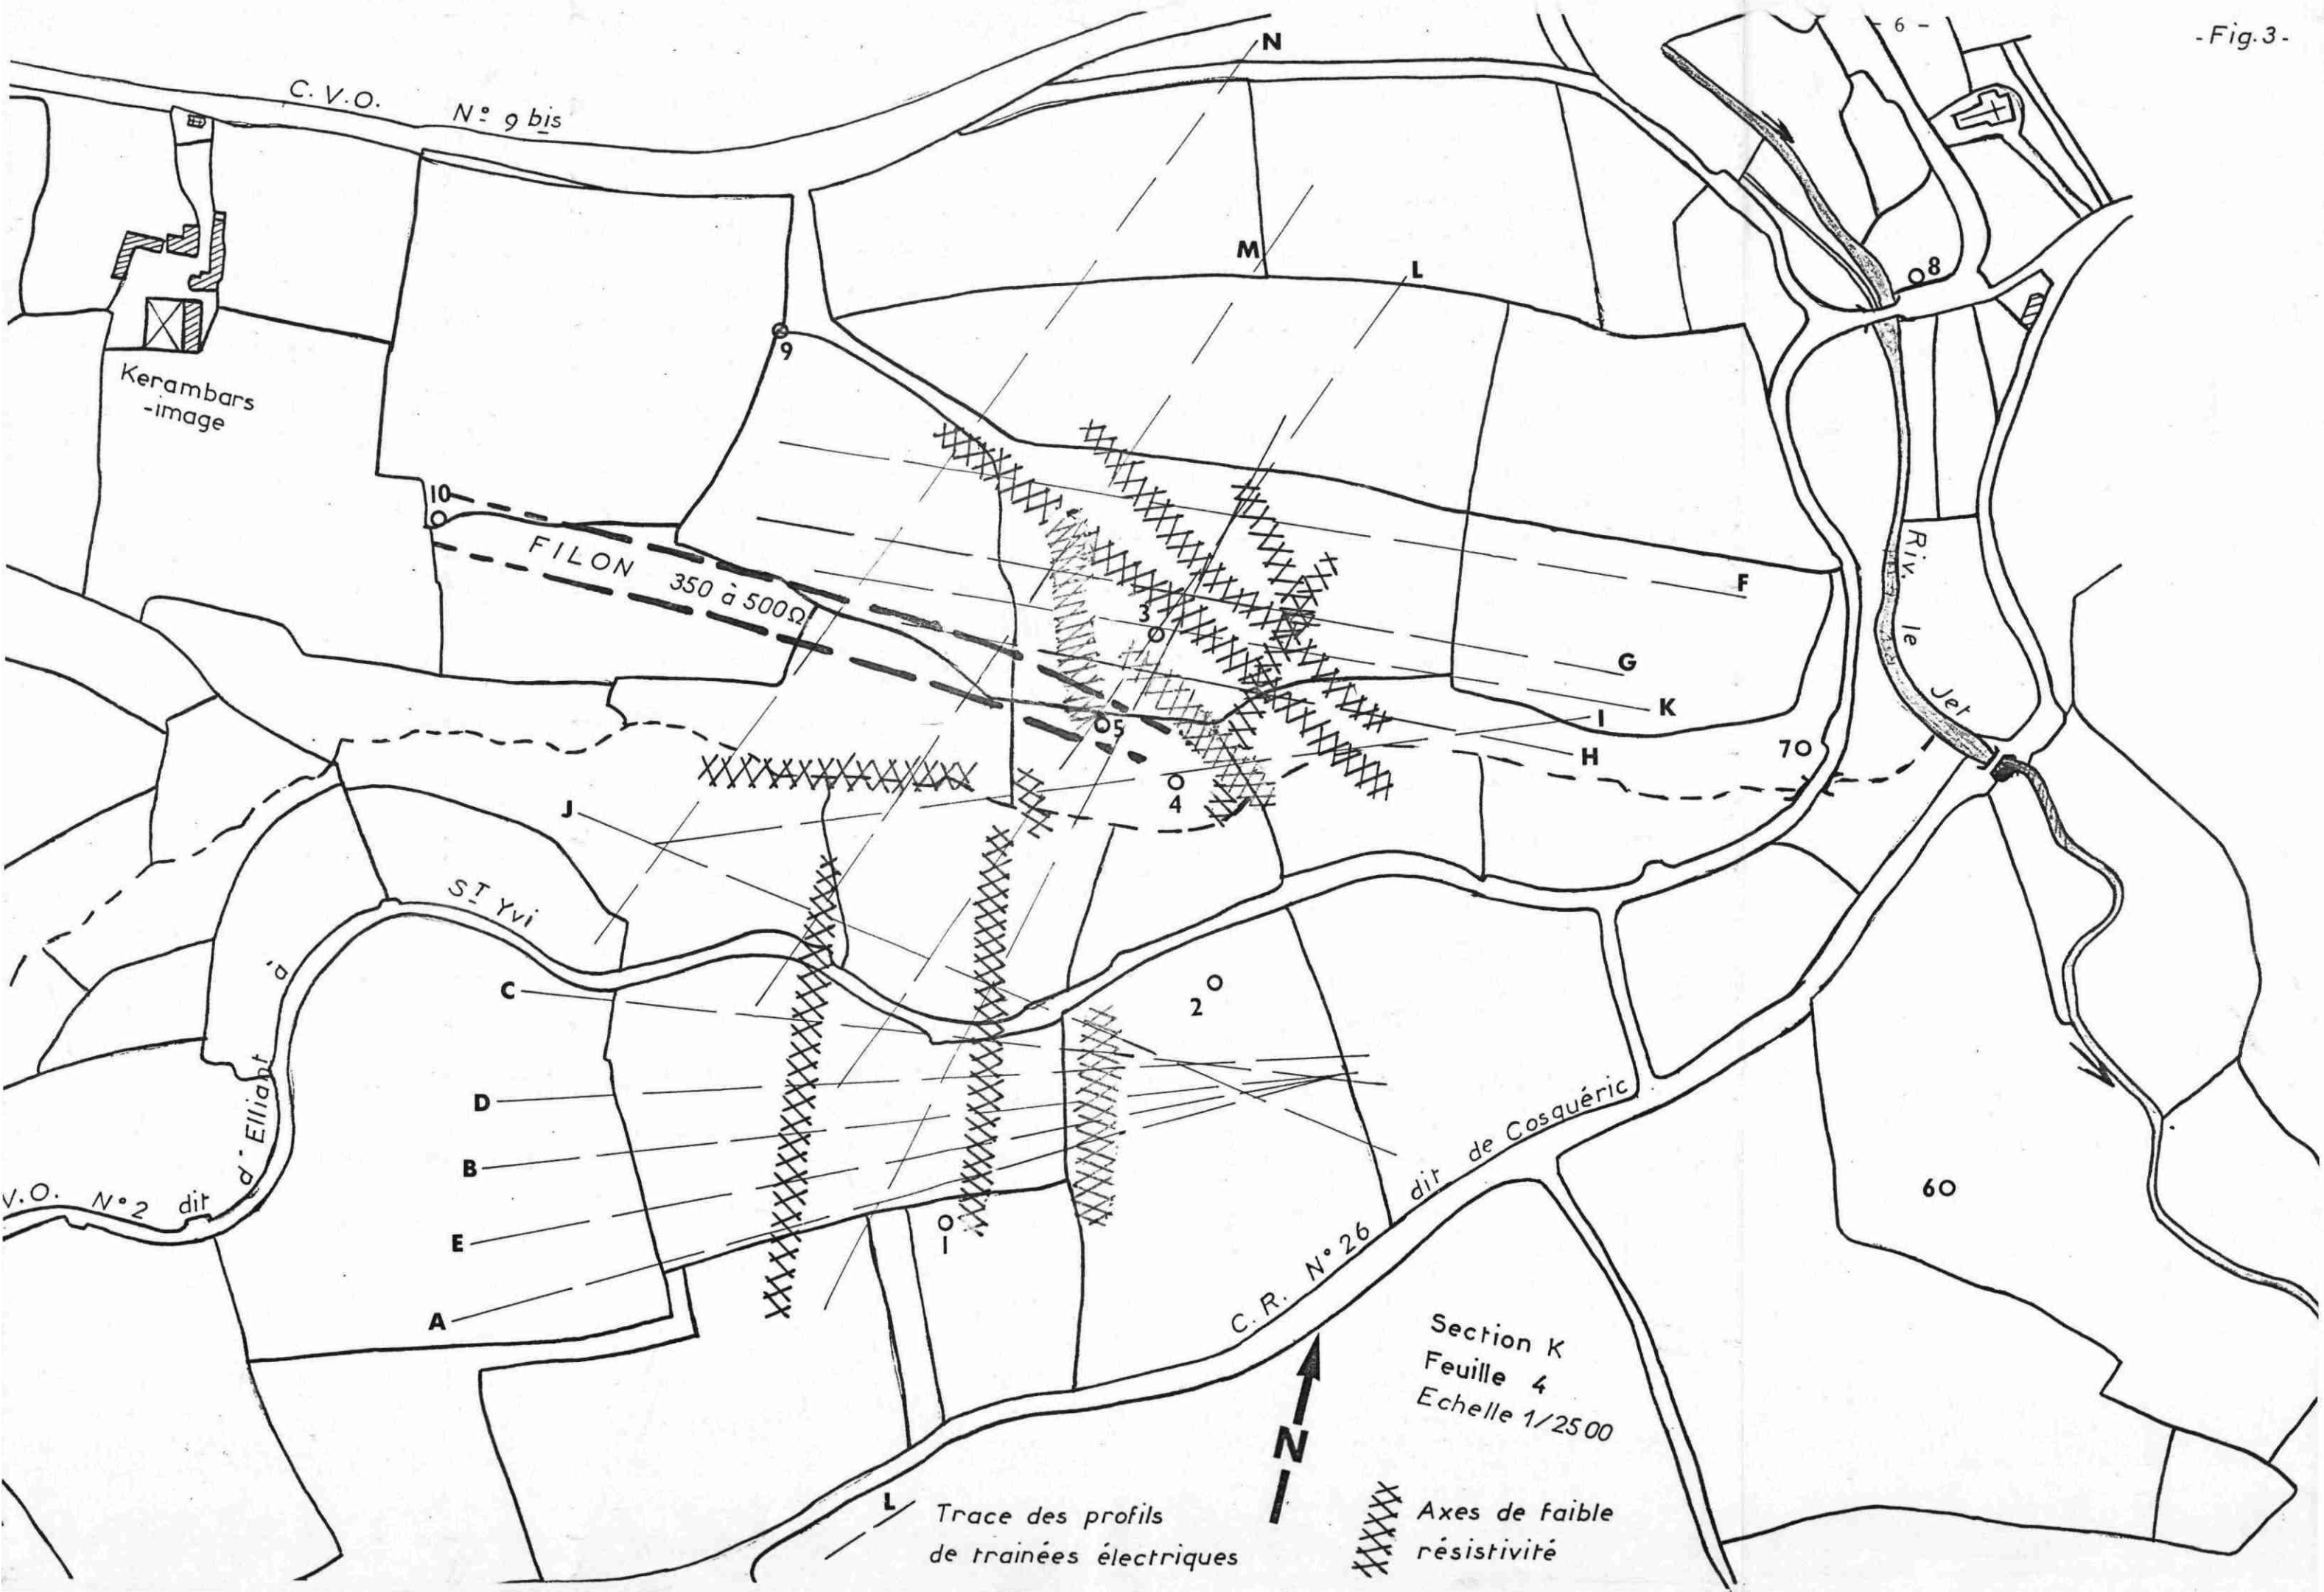 - 6 -
-Fig.3-
N
C.V.O. N° 9 bis
M
L
8
9
Kerambars
-image
10
FILON 350 à 500Ω
F
3
G
K
I
H
5
4
7
Riv. le Jet
J
St Yvi
à
C
2
D
d'Elliant
B
V.O. N°2 dit
E
1
A
6
C. R. N° 26 dit de Cosquéric
Section K
Feuille 4
Echelle 1/2500
N
L
Trace des profils
de trainées électriques
Axes de faible
résistivité